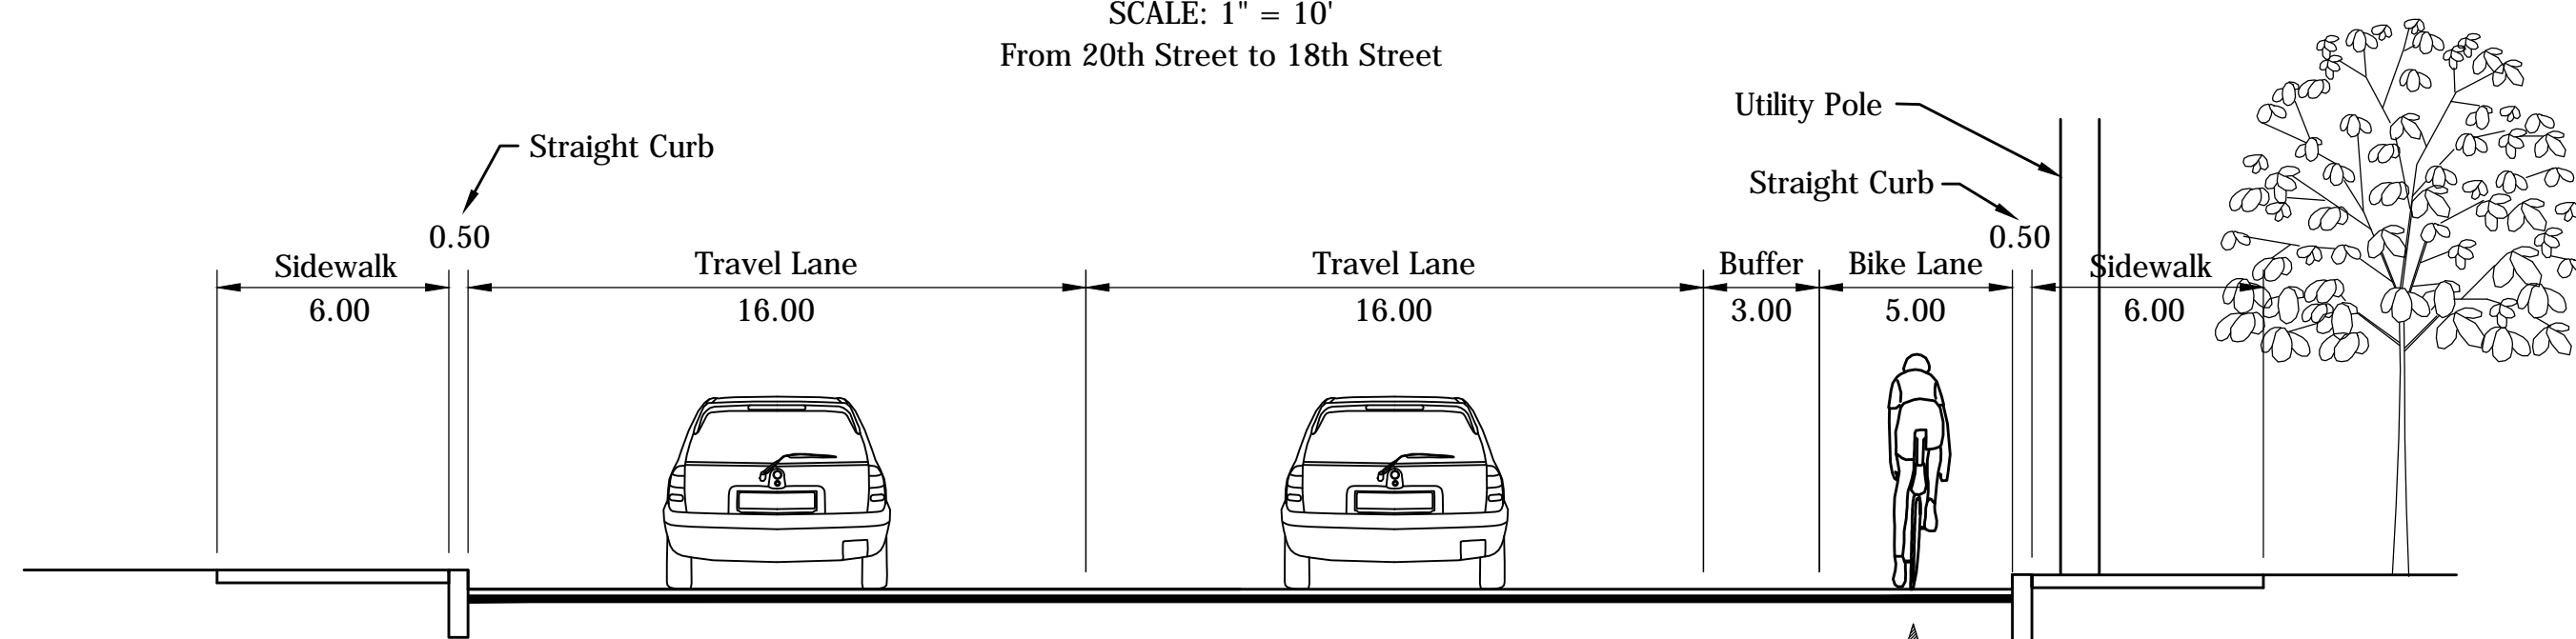 SCALE: 1" = 10'
From 20th Street to 18th Street
Utility Pole
Straight Curb
Straight Curb
0.50
0.50
Sidewalk
Travel Lane
Travel Lane
Buffer
Bike Lane
Sidewalk
6.00
16.00
16.00
3.00
5.00
6.00